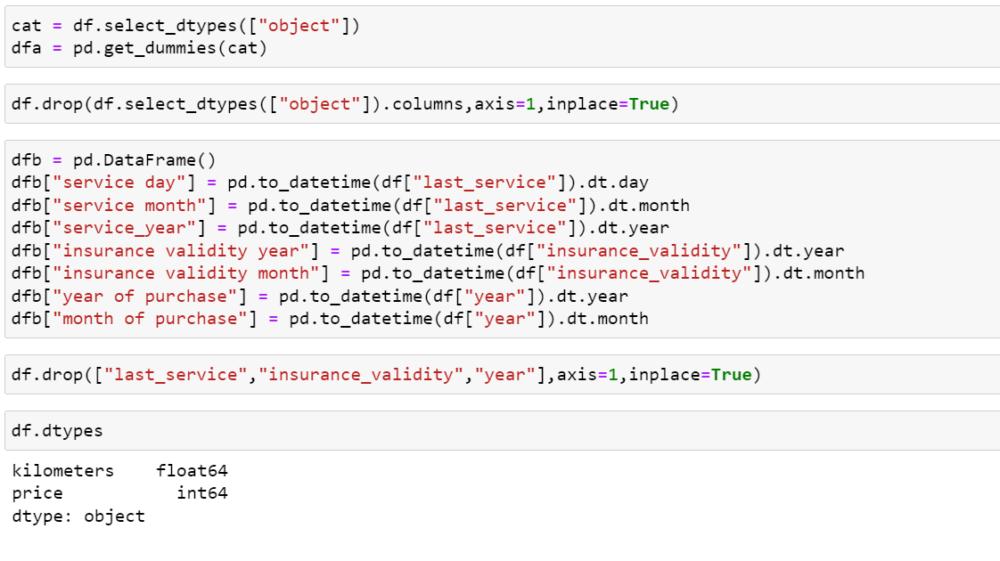 cat = df.select_dtypes(["object"])
dfa = pd.get_dummies(cat)
df.drop(df.select_dtypes(["object"]).columns,axis=1,inplace=True)
dfb = pd.DataFrame()
dfb["service day"] = pd.to_datetime(df["last_service"]).dt.day
dfb["service month"] = pd.to_datetime(df["last_service"]).dt.month
dfb["service_year"] = pd.to_datetime(df["last_service"]).dt.year
dfb["insurance validity year"] = pd.to_datetime(df["insurance_validity"]).dt.year
dfb["insurance validity month"] = pd.to_datetime(df["insurance_validity"]).dt.month
dfb["year of purchase"] = pd.to_datetime(df["year"]).dt.year
dfb["month of purchase"] = pd.to_datetime(df["year"]).dt.month
df.drop(["last_service","insurance_validity","year"],axis=1,inplace=True)
df.dtypes
kilometers    float64
price           int64
dtype: object